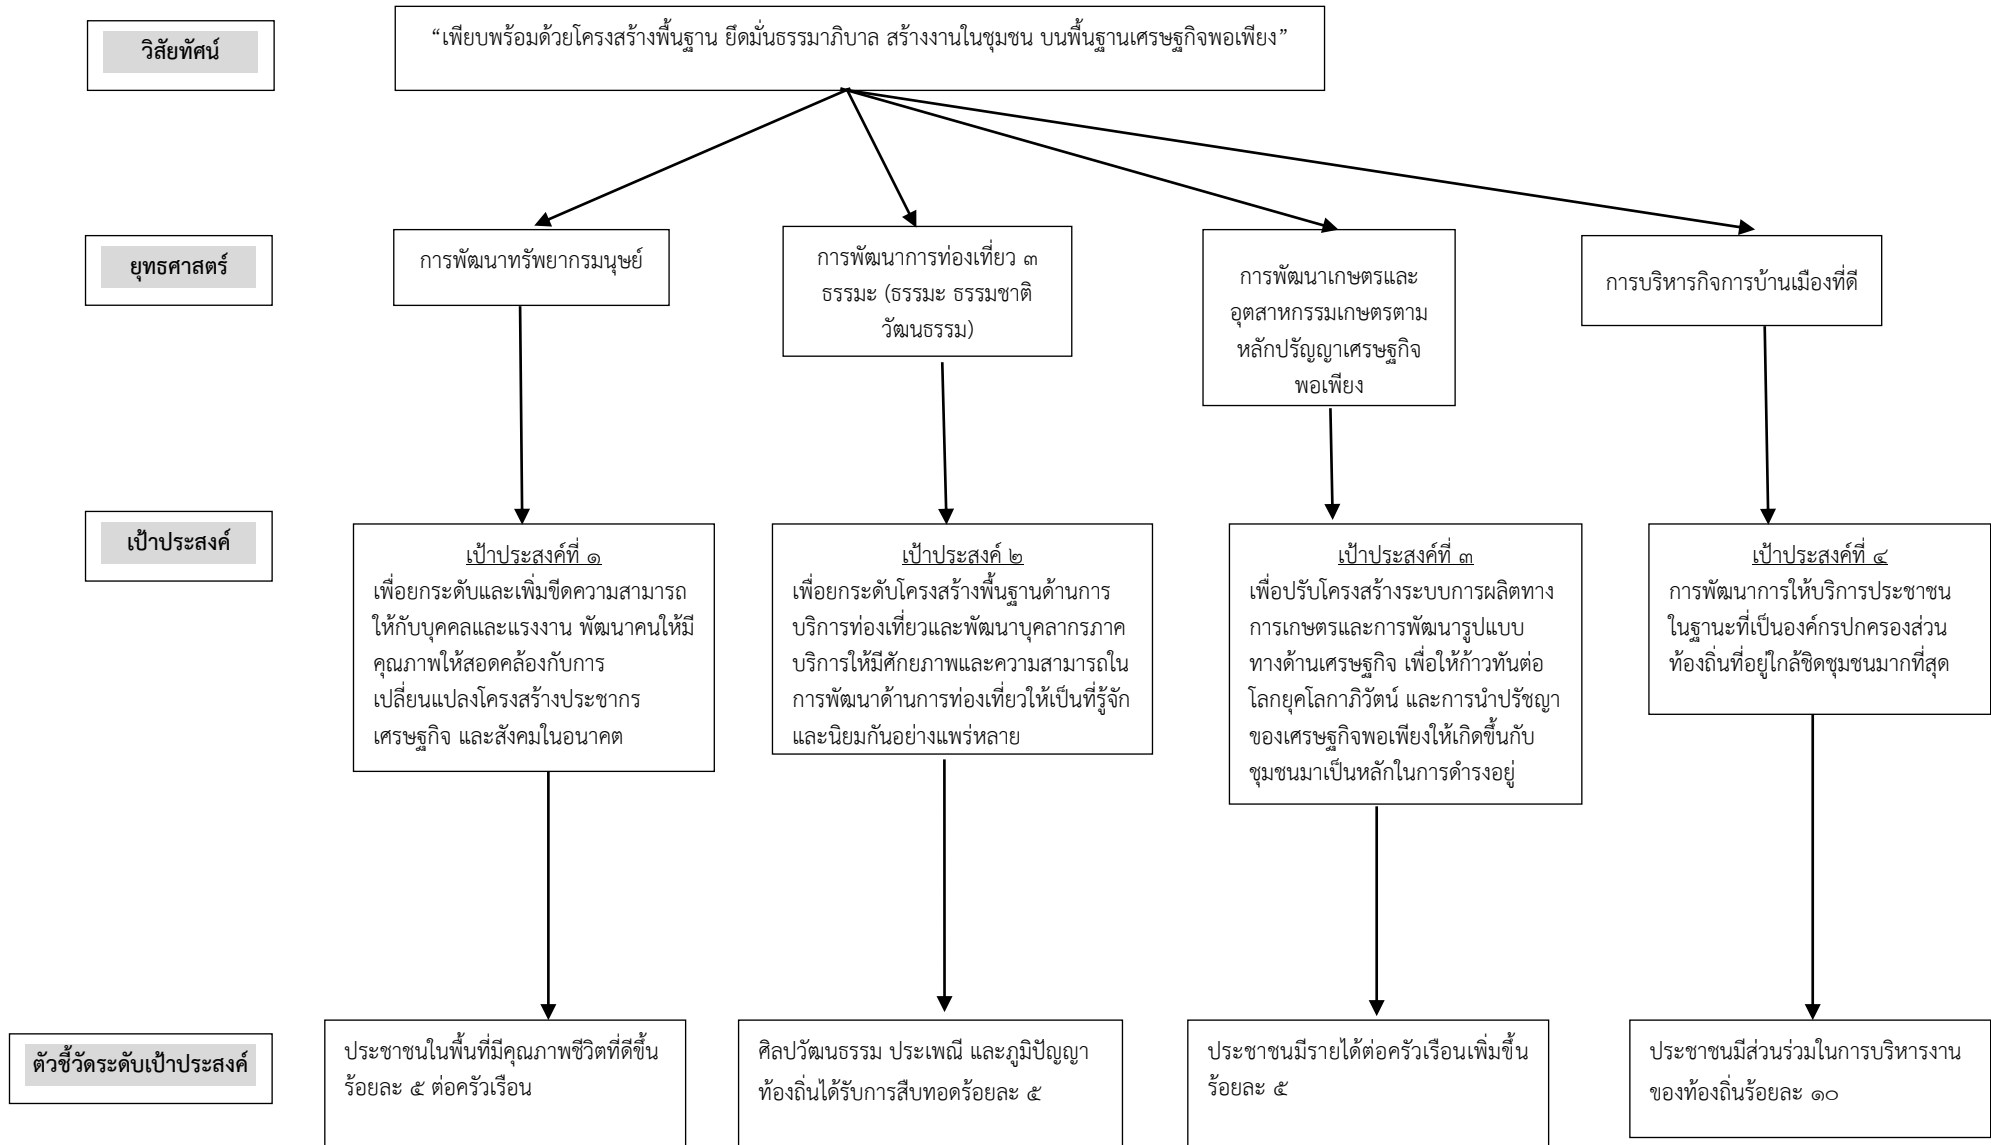 วิสัยทัศน์
“เพียบพร้อมด้วยโครงสร้างพื้นฐาน ยึดมั่นธรรมาภิบาล สร้างงานในชุมชน บนพื้นฐานเศรษฐกิจพอเพียง”
ยุทธศาสตร์
การพัฒนาทรัพยากรมนุษย์
การพัฒนาการท่องเที่ยว ๓
ธรรมะ (ธรรมะ ธรรมชาติ
วัฒนธรรม)
การพัฒนาเกษตรและ
อุตสาหกรรมเกษตรตาม
หลักปรัญญาเศรษฐกิจ
พอเพียง
การบริหารกิจการบ้านเมืองที่ดี
เป้าประสงค์
เป้าประสงค์ที่ ๑
เพื่อยกระดับและเพิ่มขีดความสามารถ
ให้กับบุคคลและแรงงาน พัฒนาคนให้มี
คุณภาพให้สอดคล้องกับการ
เปลี่ยนแปลงโครงสร้างประชากร
เศรษฐกิจ และสังคมในอนาคต
เป้าประสงค์ ๒
เพื่อยกระดับโครงสร้างพื้นฐานด้านการ
บริการท่องเที่ยวและพัฒนาบุคลากรภาค
บริการให้มีศักยภาพและความสามารถใน
การพัฒนาด้านการท่องเที่ยวให้เป็นที่รู้จัก
และนิยมกันอย่างแพร่หลาย
เป้าประสงค์ที่ ๓
เพื่อปรับโครงสร้างระบบการผลิตทาง
การเกษตรและการพัฒนารูปแบบ
ทางด้านเศรษฐกิจ เพื่อให้ก้าวทันต่อ
โลกยุคโลกาภิวัตน์ และการนำปรัชญา
ของเศรษฐกิจพอเพียงให้เกิดขึ้นกับ
ชุมชนมาเป็นหลักในการดำรงอยู่
เป้าประสงค์ที่ ๔
การพัฒนาการให้บริการประชาชน
ในฐานะที่เป็นองค์กรปกครองส่วน
ท้องถิ่นที่อยู่ใกล้ชิดชุมชนมากที่สุด
ตัวชี้วัดระดับเป้าประสงค์
ประชาชนในพื้นที่มีคุณภาพชีวิตที่ดีขึ้น
ร้อยละ ๕ ต่อครัวเรือน
ศิลปวัฒนธรรม ประเพณี และภูมิปัญญา
ท้องถิ่นได้รับการสืบทอดร้อยละ ๕
ประชาชนมีรายได้ต่อครัวเรือนเพิ่มขึ้น
ร้อยละ ๕
ประชาชนมีส่วนร่วมในการบริหารงาน
ของท้องถิ่นร้อยละ ๑๐